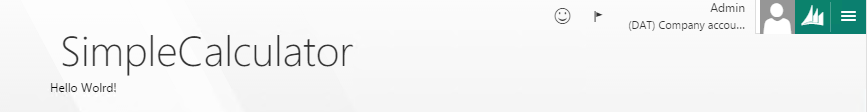 Admin
(DAT) Company accou...
SimpleCalculator
Hello Wolrd!